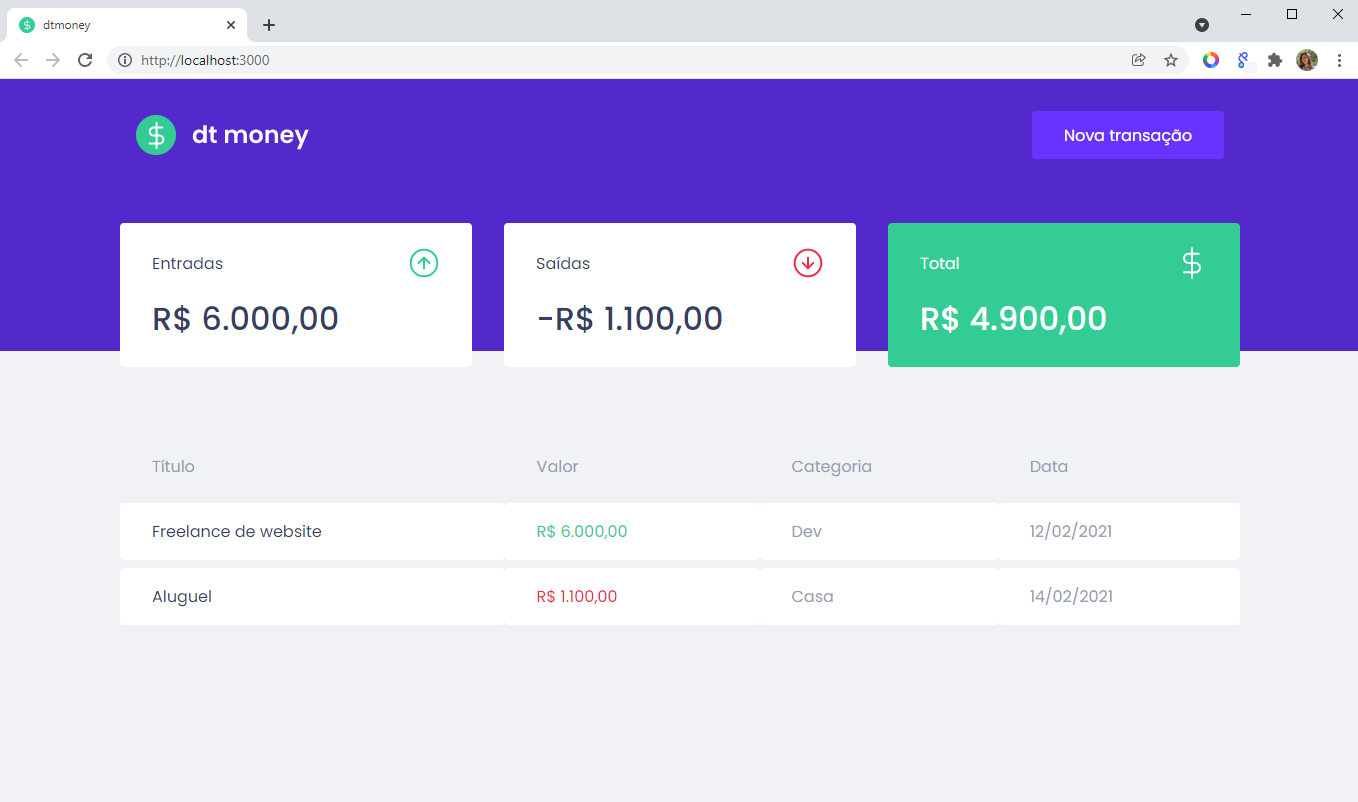 dtmoney
http://localhost:3000
$ dt money
Nova transação
Entradas
R$ 6.000,00
Saídas
-R$ 1.100,00
Total
$
R$ 4.900,00
Título Valor Categoria Data
Freelance de website R$ 6.000,00 Dev 12/02/2021
Aluguel R$ 1.100,00 Casa 14/02/2021